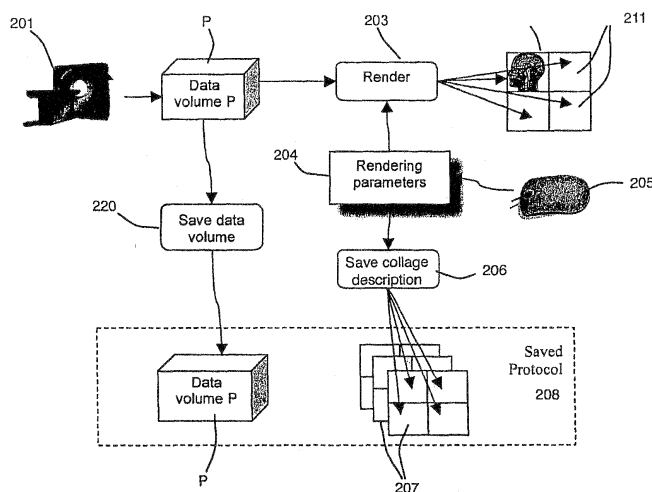 201
P
203
211
Data
volume P
Render
204
Rendering
parameters
205
220
Save data
volume
Save collage
description
206
Saved
Protocol
208
Data
volume P
P
207